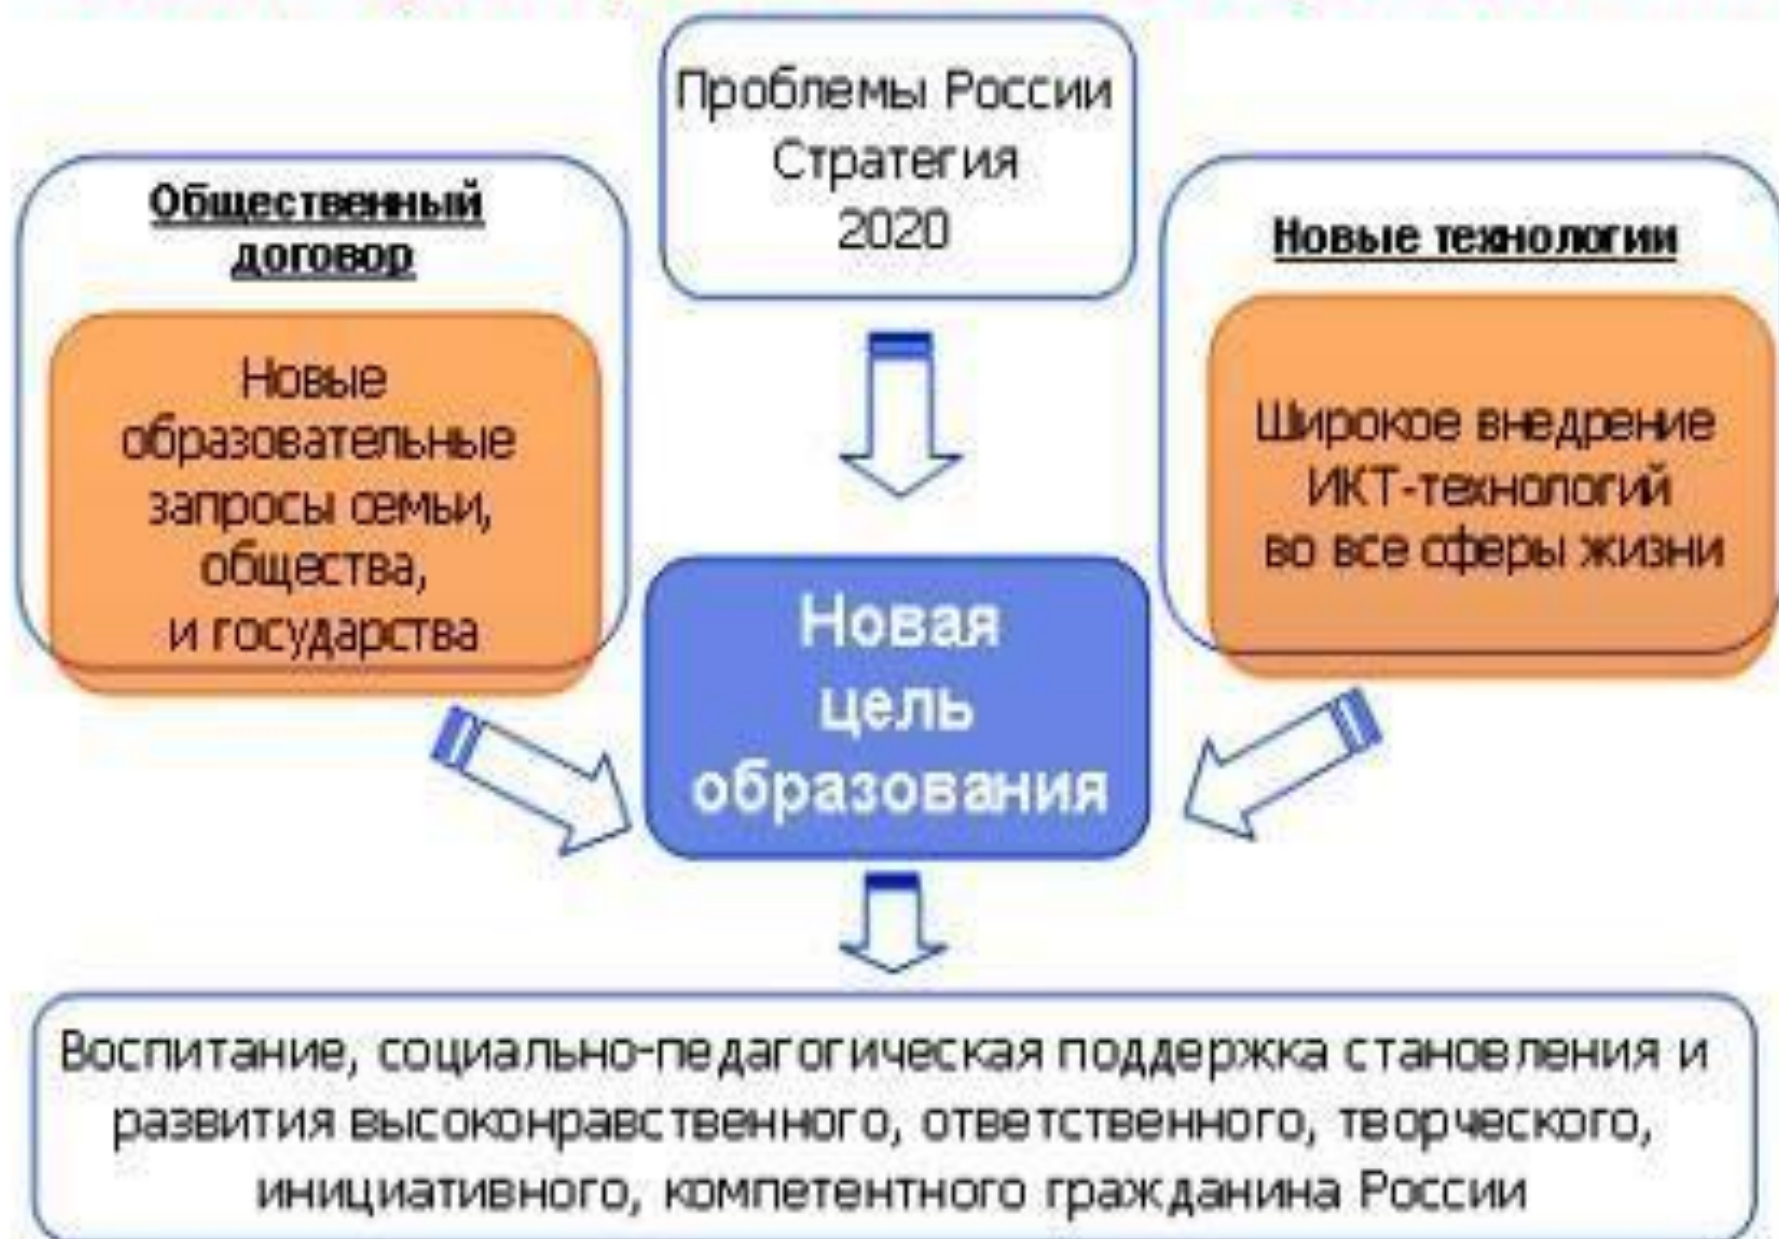 Проблемы России
Стратегия
2020
Общественный
договор
Новые
образовательные
запросы семьи,
общества,
и государства
Новые технологии
Широкое внедрение
ИКТ-технологий
во все сферы жизни
Новая
цель
образования
Воспитание, социально-педагогическая поддержка становления и
развития высоконравственного, ответственного, творческого,
инициативного, компетентного гражданина России